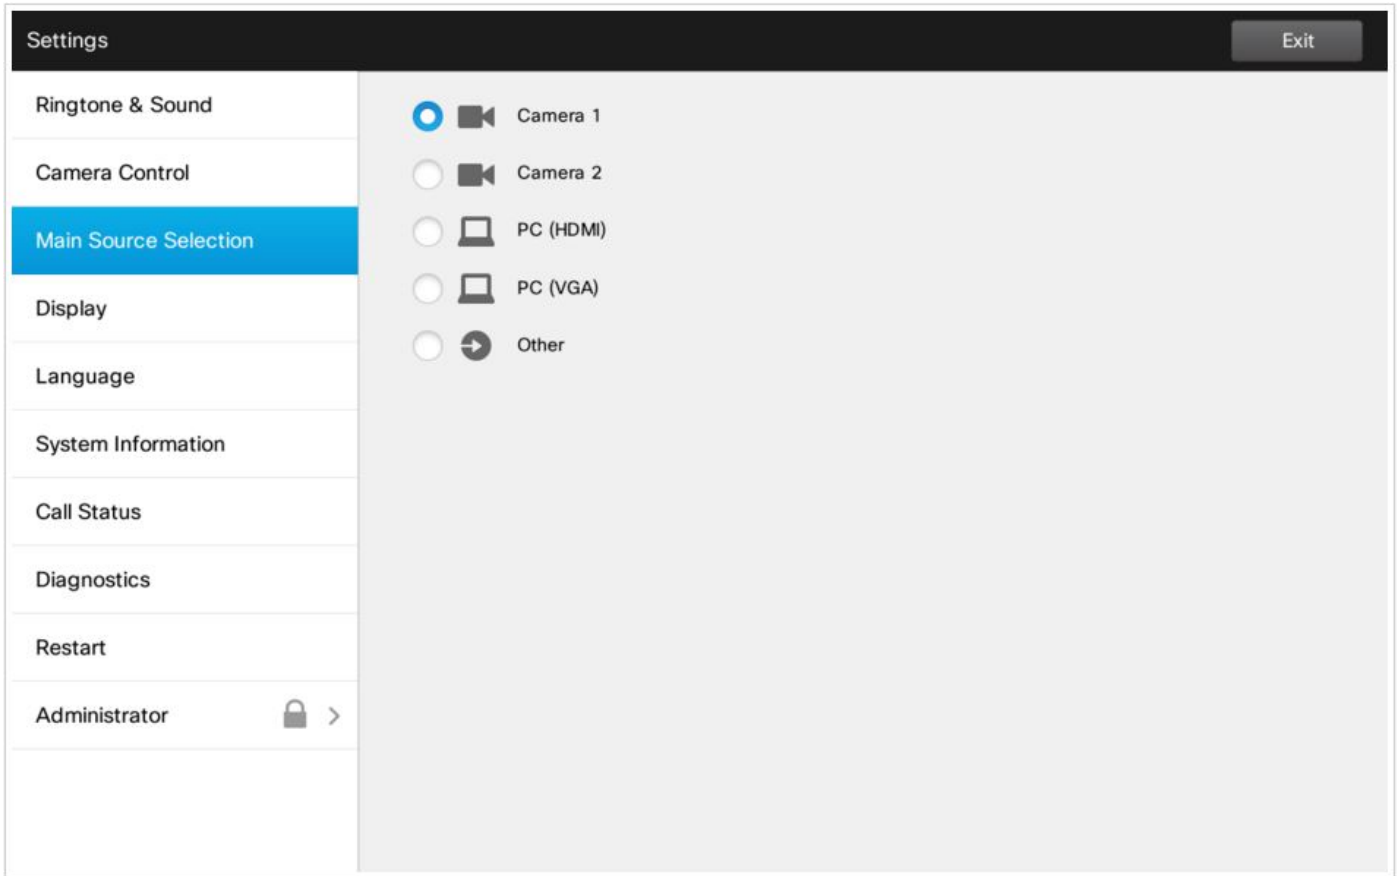 Settings
Exit
Ringtone & Sound
Camera Control
Main Source Selection
Display
Language
System Information
Call Status
Diagnostics
Restart
Administrator
Camera 1
Camera 2
PC (HDMI)
PC (VGA)
Other